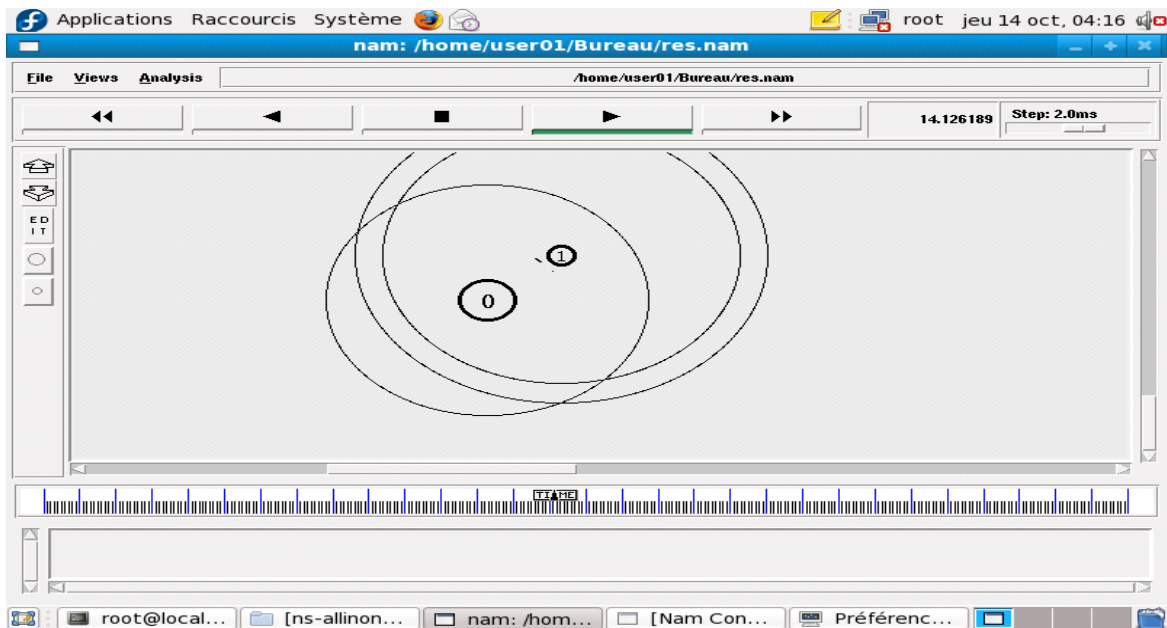 Applications Raccourcis Système root jeu 14 oct, 04:16
nam: /home/user01/Bureau/res.nam
File Views Analysis /home/user01/Bureau/res.nam
14.126189 Step: 2.0ms
ED
IT
1
0
TIME
root@local... [ns-allinon... nam: /hom... [Nam Con... Préférenc...